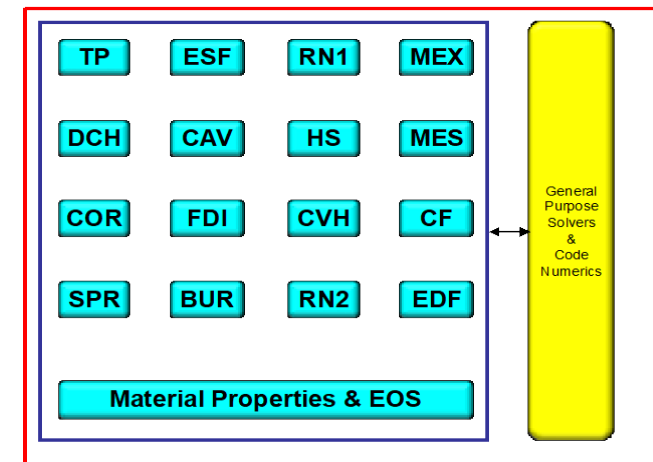 TP ESF RN1 MEX
DCH CAV HS MES
COR FDI CVH CF
SPR BUR RN2 EDF
Material Properties & EOS
General
Purpose
Solvers
&
Code
Numerics